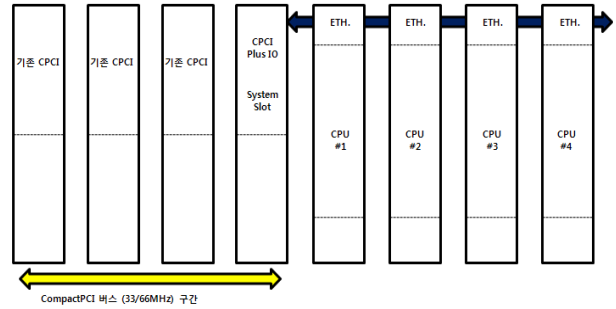 기존 CPCI
기존 CPCI
기존 CPCI
CPCI
Plus IO
System
Slot
ETH.
ETH.
ETH.
ETH.
CPU
#1
CPU
#2
CPU
#3
CPU
#4
CompactPCI 버스 (33/66MHz) 구간